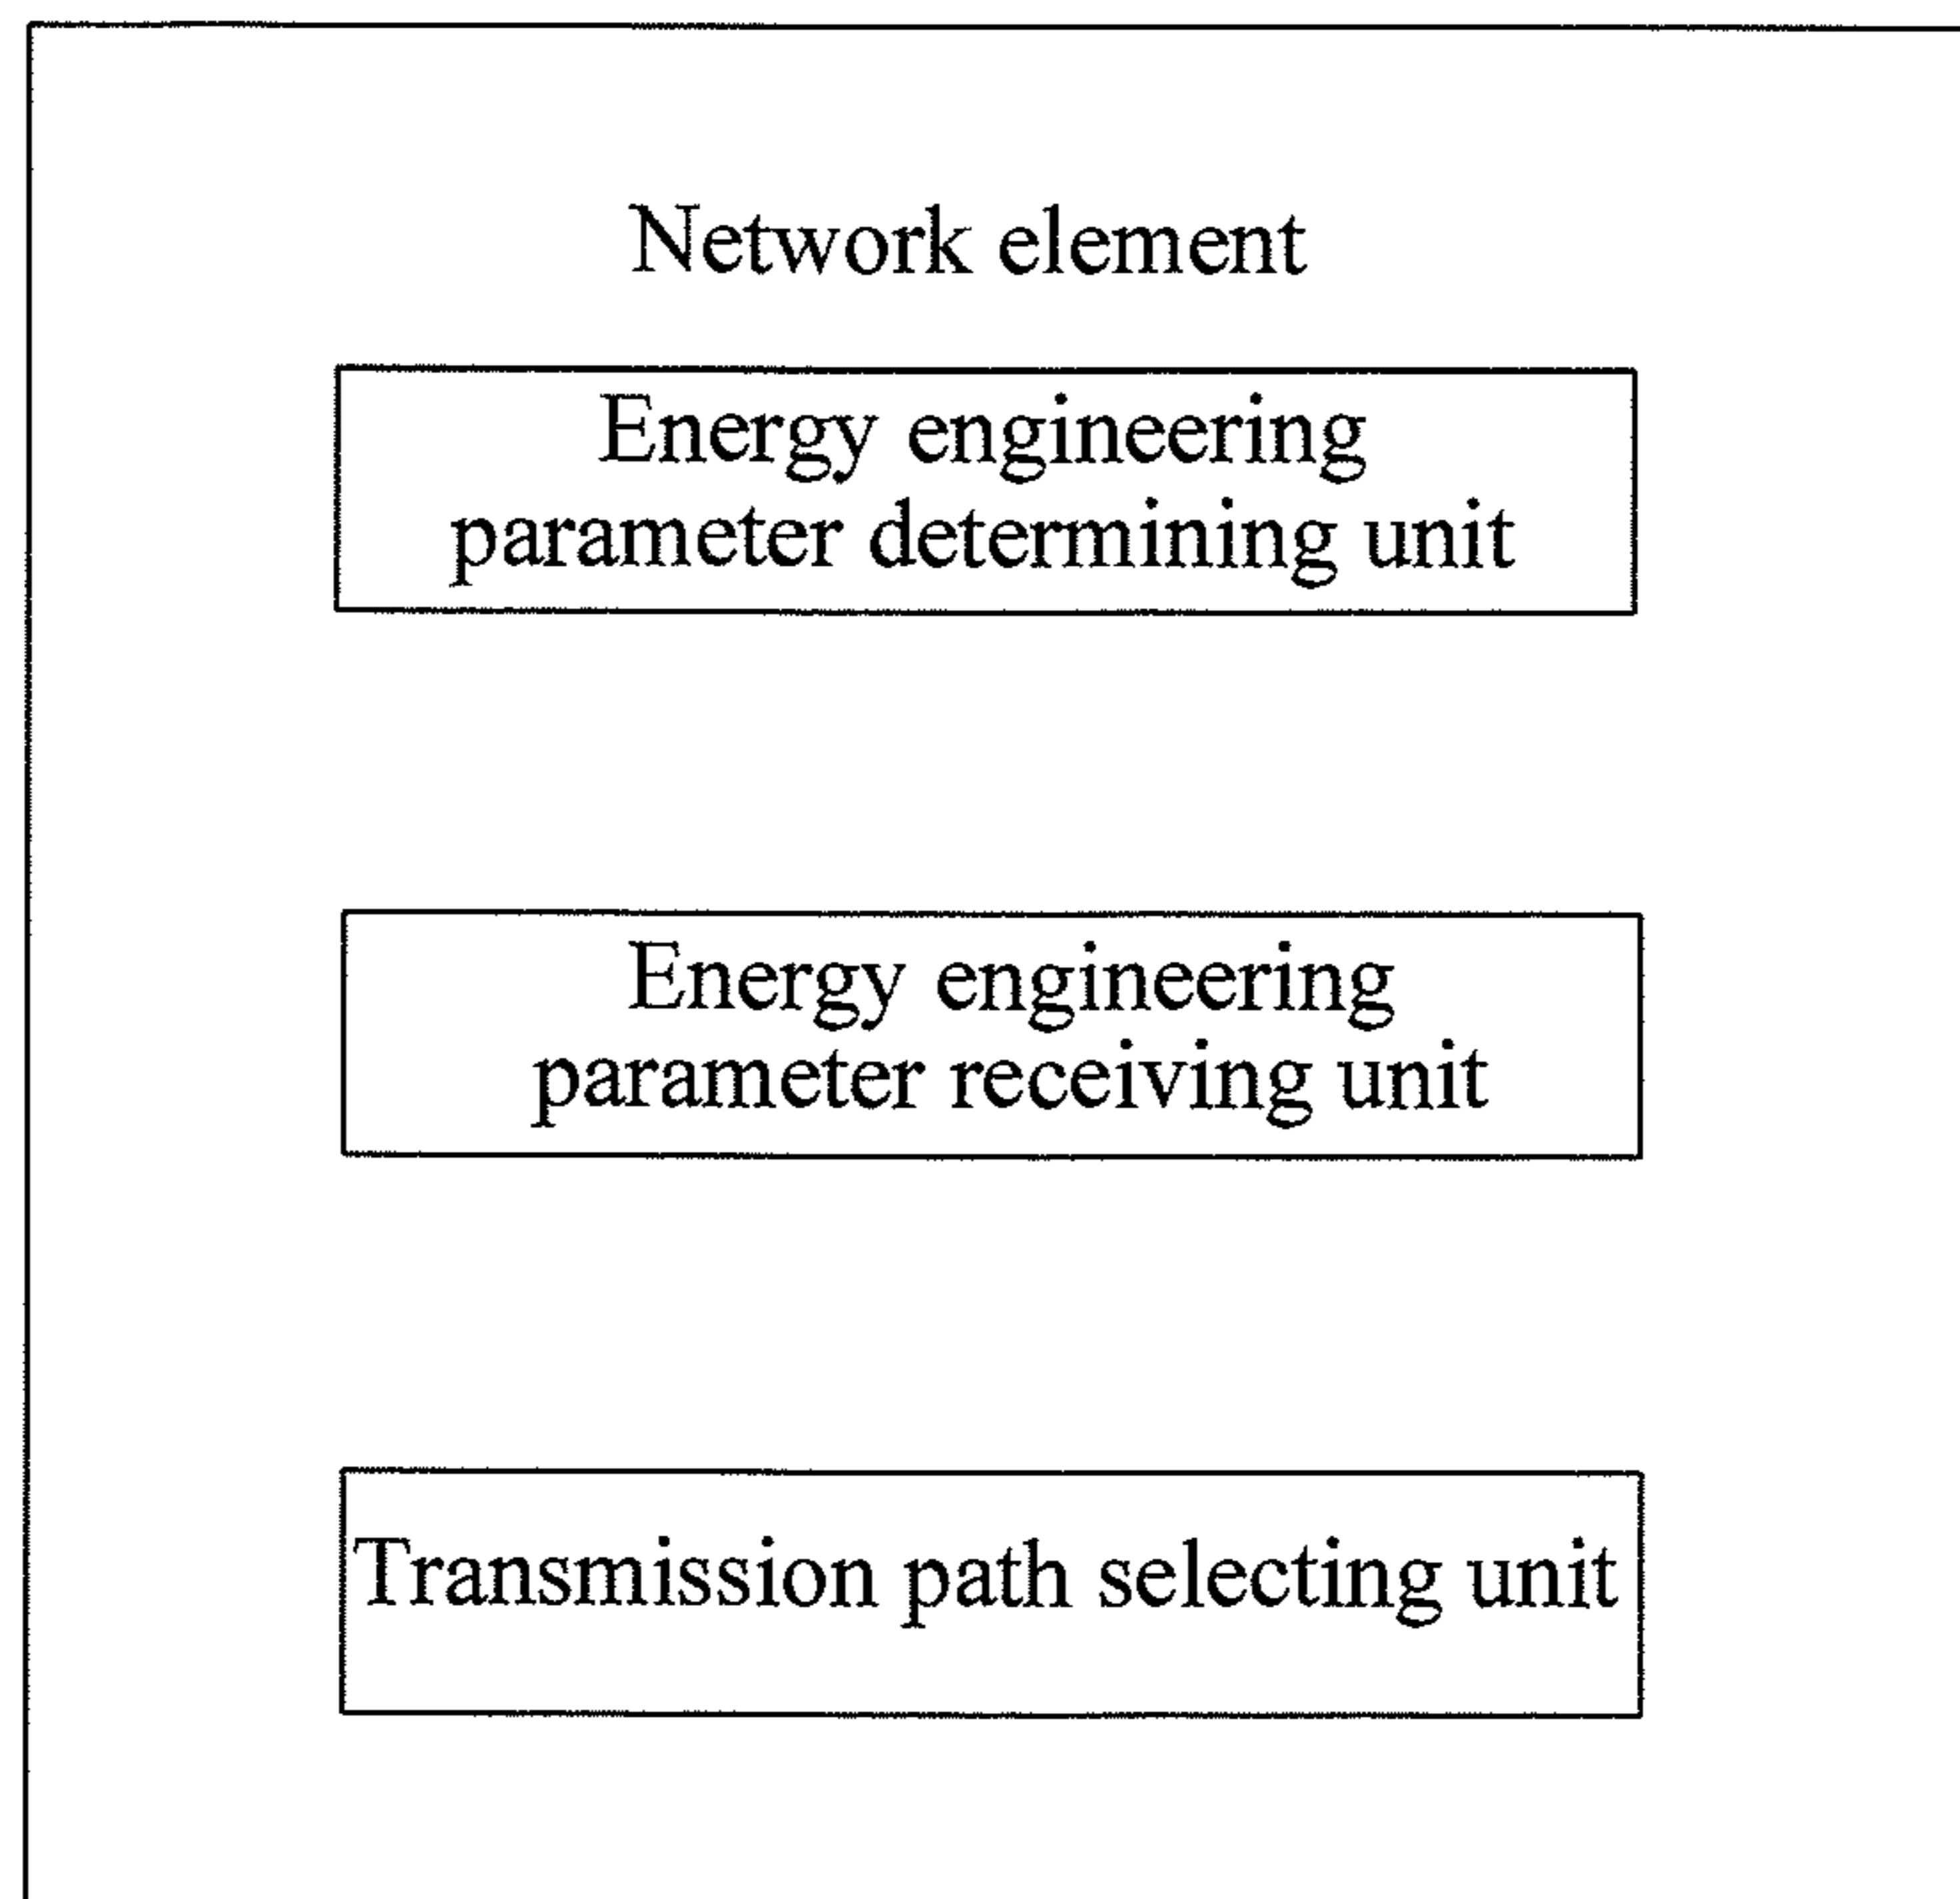 Network element
Energy engineering
parameter determining unit
Energy engineering
parameter receiving unit
Transmission path selecting unit